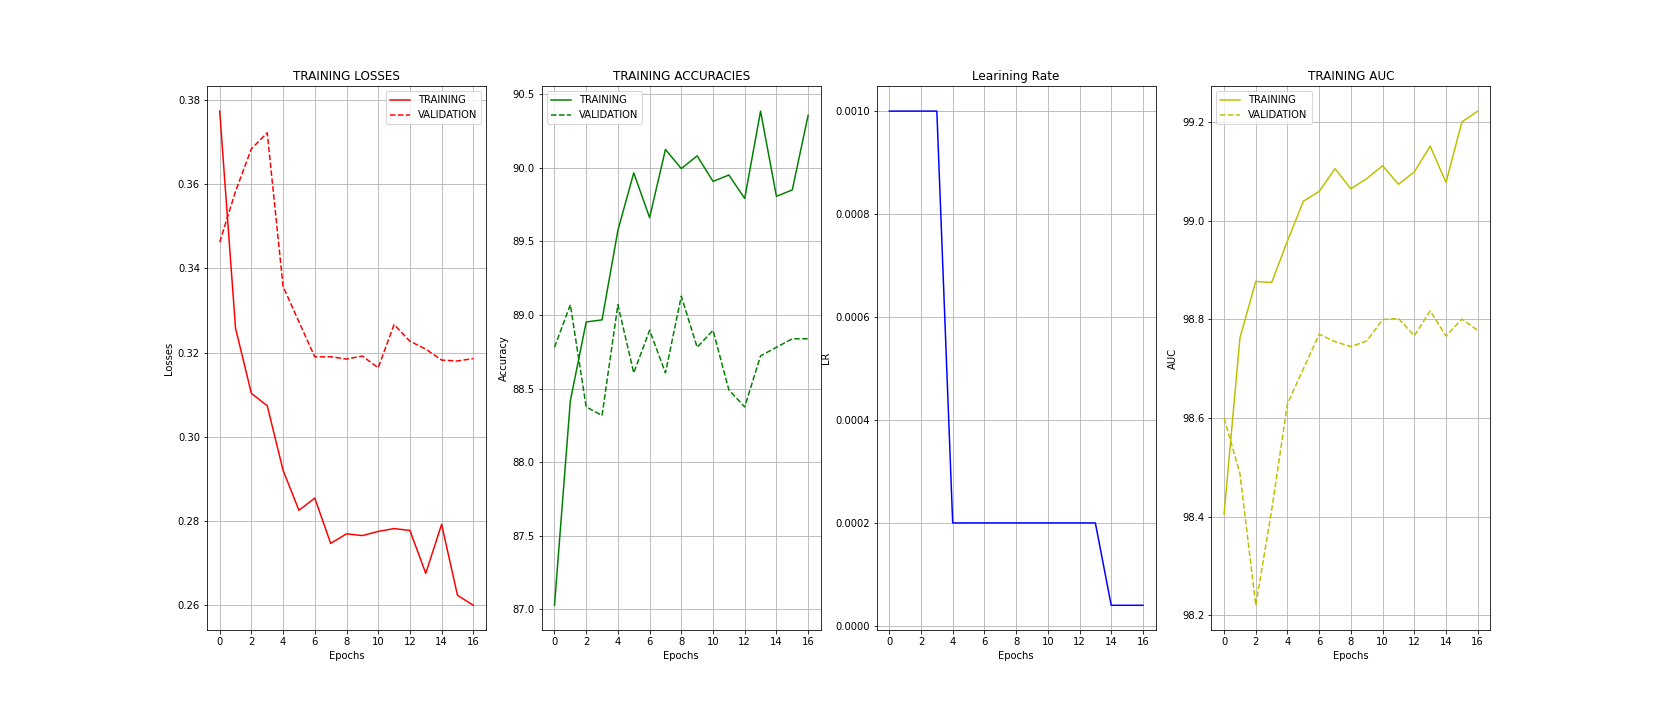 TRAINING LOSSES
TRAINING
VALIDATION
0.38
0.36
0.34
0.32
0.30
0.28
0.26
Losses
0 2 4 6 8 10 12 14 16
Epochs
TRAINING ACCURACIES
TRAINING
VALIDATION
90.5
90.0
89.5
89.0
88.5
88.0
87.5
87.0
Accuracy
0 2 4 6 8 10 12 14 16
Epochs
Learining Rate
0.0010
0.0008
0.0006
0.0004
0.0002
0.0000
LR
0 2 4 6 8 10 12 14 16
Epochs
TRAINING AUC
TRAINING
VALIDATION
99.2
99.0
98.8
98.6
98.4
98.2
AUC
0 2 4 6 8 10 12 14 16
Epochs